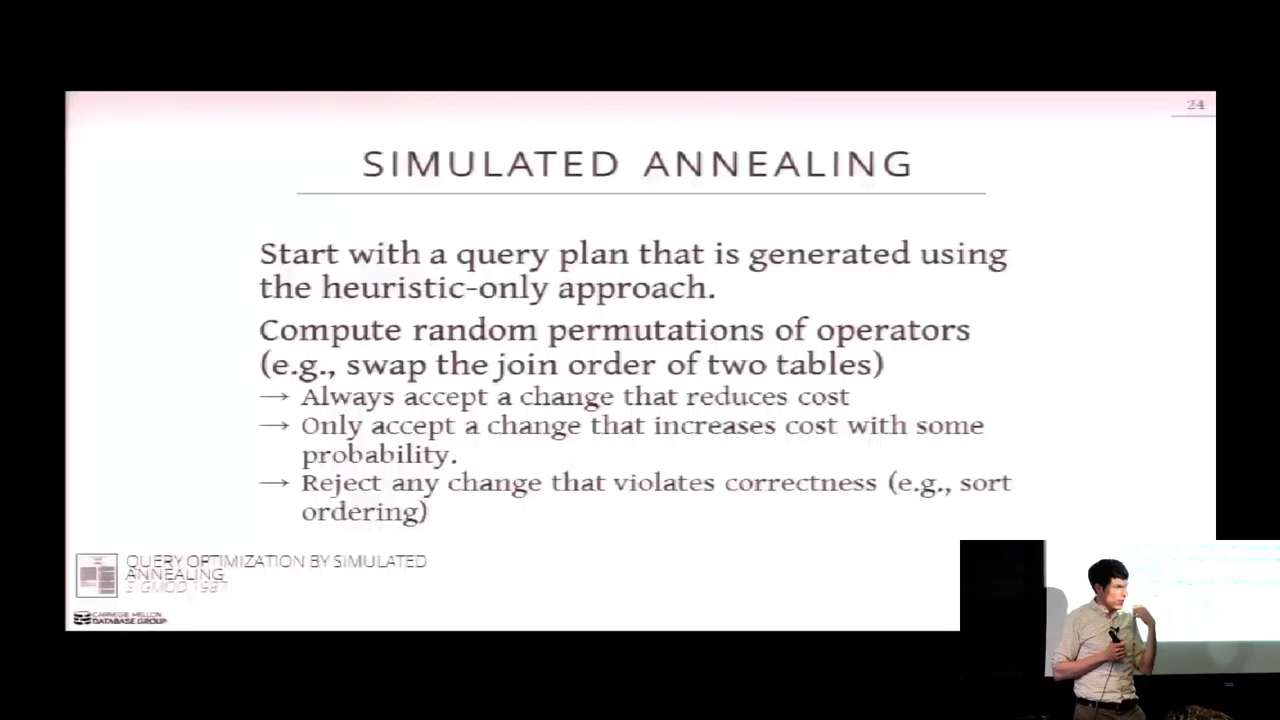 24
SIMULATED ANNEALING
Start with a query plan that is generated using
the heuristic-only approach.
Compute random permutations of operators
(e.g., swap the join order of two tables)
→ Always accept a change that reduces cost
→ Only accept a change that increases cost with some
probability.
→ Reject any change that violates correctness (e.g., sort
ordering)
QUERY OPTIMIZATION BY SIMULATED
ANNEALING
SIGMOD 1987
CARNEGIE MELLON
DATABASE GROUP